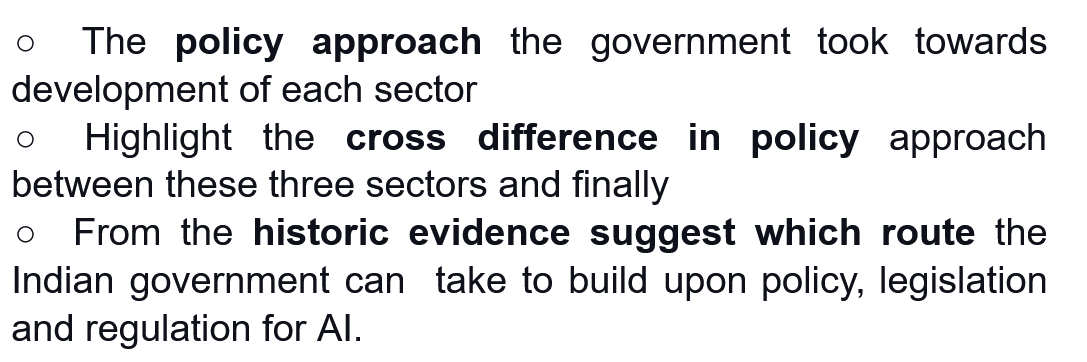 ○ The policy approach the government took towards
development of each sector
○ Highlight the cross difference in policy approach
between these three sectors and finally
○ From the historic evidence suggest which route the
Indian government can take to build upon policy, legislation
and regulation for AI.